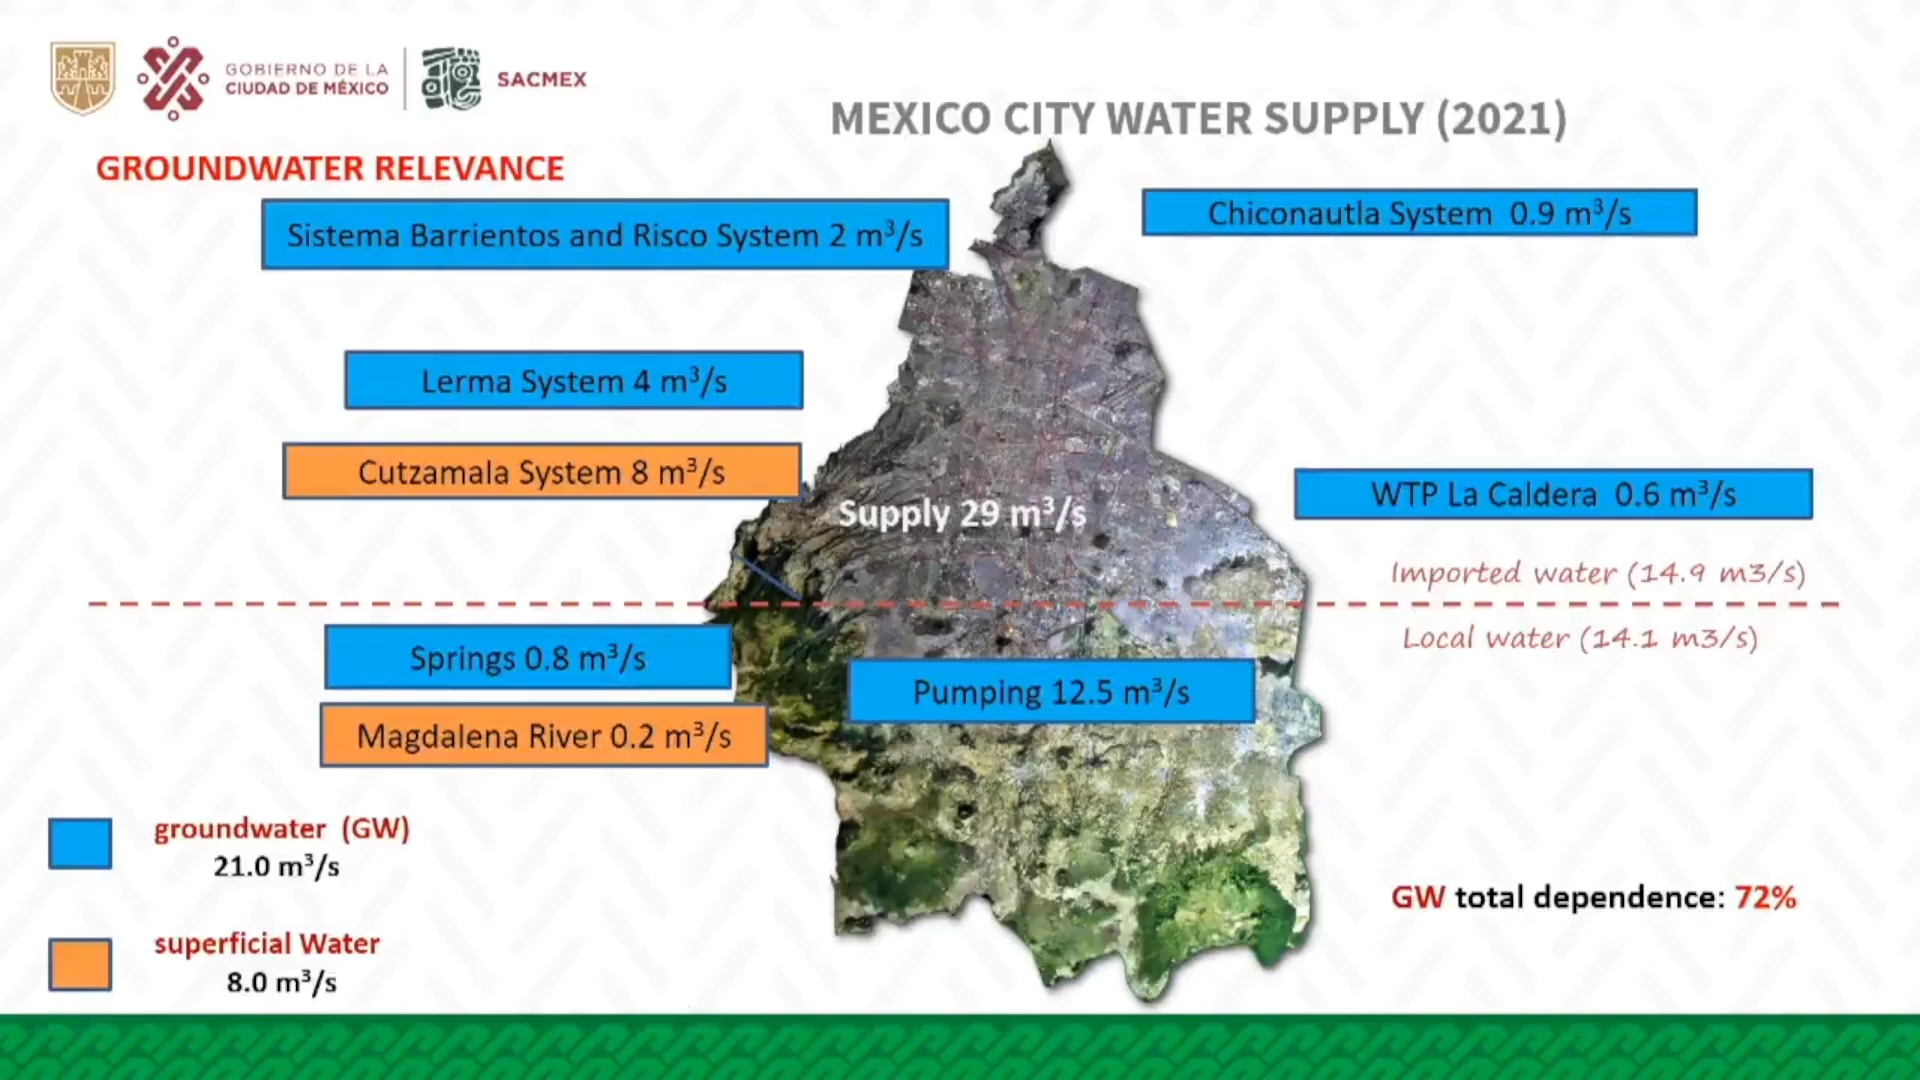 GOBIERNO DE LA
CIUDAD DE MÉXICO
SACMEX
MEXICO CITY WATER SUPPLY (2021)
GROUNDWATER RELEVANCE
Sistema Barrientos and Risco System 2 m³/s
Chiconautla System 0.9 m³/s
Lerma System 4 m³/s
Cutzamala System 8 m³/s
WTP La Caldera 0.6 m³/s
Supply 29 m³/s
Imported water (14.9 m3/s)
Local water (14.1 m3/s)
Springs 0.8 m³/s
Pumping 12.5 m³/s
Magdalena River 0.2 m³/s
groundwater (GW)
21.0 m³/s
GW total dependence: 72%
superficial Water
8.0 m³/s